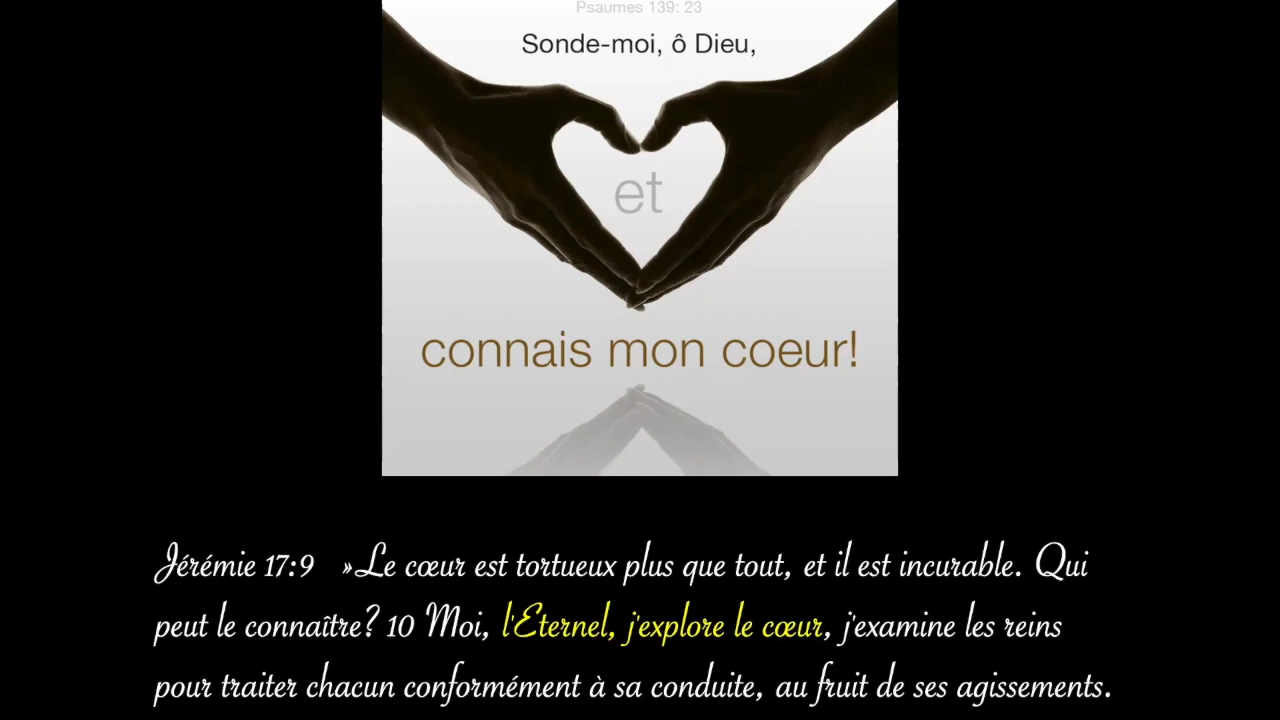 Psaumes 139: 23
Sonde-moi, ô Dieu,
et
connais mon coeur!
Jérémie 17:9 »Le cœur est tortueux plus que tout, et il est incurable. Qui
peut le connaître? 10 Moi, l'Eternel, j'explore le cœur, j'examine les reins
pour traiter chacun conformément à sa conduite, au fruit de ses agissements.